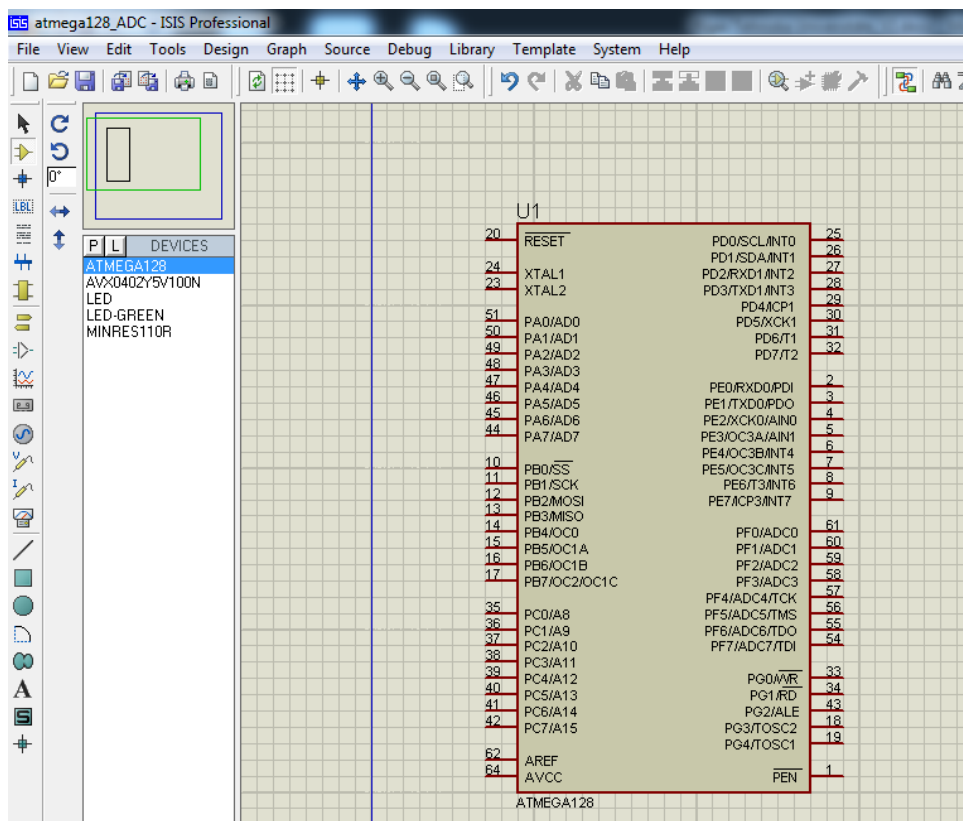 ISIS atmega128_ADC - ISIS Professional
File View Edit Tools Design Graph Source Debug Library Template System Help
0°
LBL
P L DEVICES
ATMEGA128
AVX0402Y5V100N
LED
LED-GREEN
MINRES110R
A
S
U1
20 RESET
24 XTAL1
23 XTAL2
51 PA0/AD0
50 PA1/AD1
49 PA2/AD2
48 PA3/AD3
47 PA4/AD4
46 PA5/AD5
45 PA6/AD6
44 PA7/AD7
10 PB0/SS
11 PB1/SCK
12 PB2/MOSI
13 PB3/MISO
14 PB4/OC0
15 PB5/OC1A
16 PB6/OC1B
17 PB7/OC2/OC1C
35 PC0/A8
36 PC1/A9
37 PC2/A10
38 PC3/A11
39 PC4/A12
40 PC5/A13
41 PC6/A14
42 PC7/A15
62 AREF
64 AVCC
PD0/SCL/INT0 25
PD1/SDA/INT1 26
PD2/RXD1/INT2 27
PD3/TXD1/INT3 28
PD4/ICP1 29
PD5/XCK1 30
PD6/T1 31
PD7/T2 32
PE0/RXD0/PDI 2
PE1/TXD0/PDO 3
PE2/XCK0/AIN0 4
PE3/OC3A/AIN1 5
PE4/OC3B/INT4 6
PE5/OC3C/INT5 7
PE6/T3/INT6 8
PE7/ICP3/INT7 9
PF0/ADC0 61
PF1/ADC1 60
PF2/ADC2 59
PF3/ADC3 58
PF4/ADC4/TCK 57
PF5/ADC5/TMS 56
PF6/ADC6/TDO 55
PF7/ADC7/TDI 54
PG0/WR 33
PG1/RD 34
PG2/ALE 43
PG3/TOSC2 18
PG4/TOSC1 19
PEN 1
ATMEGA128